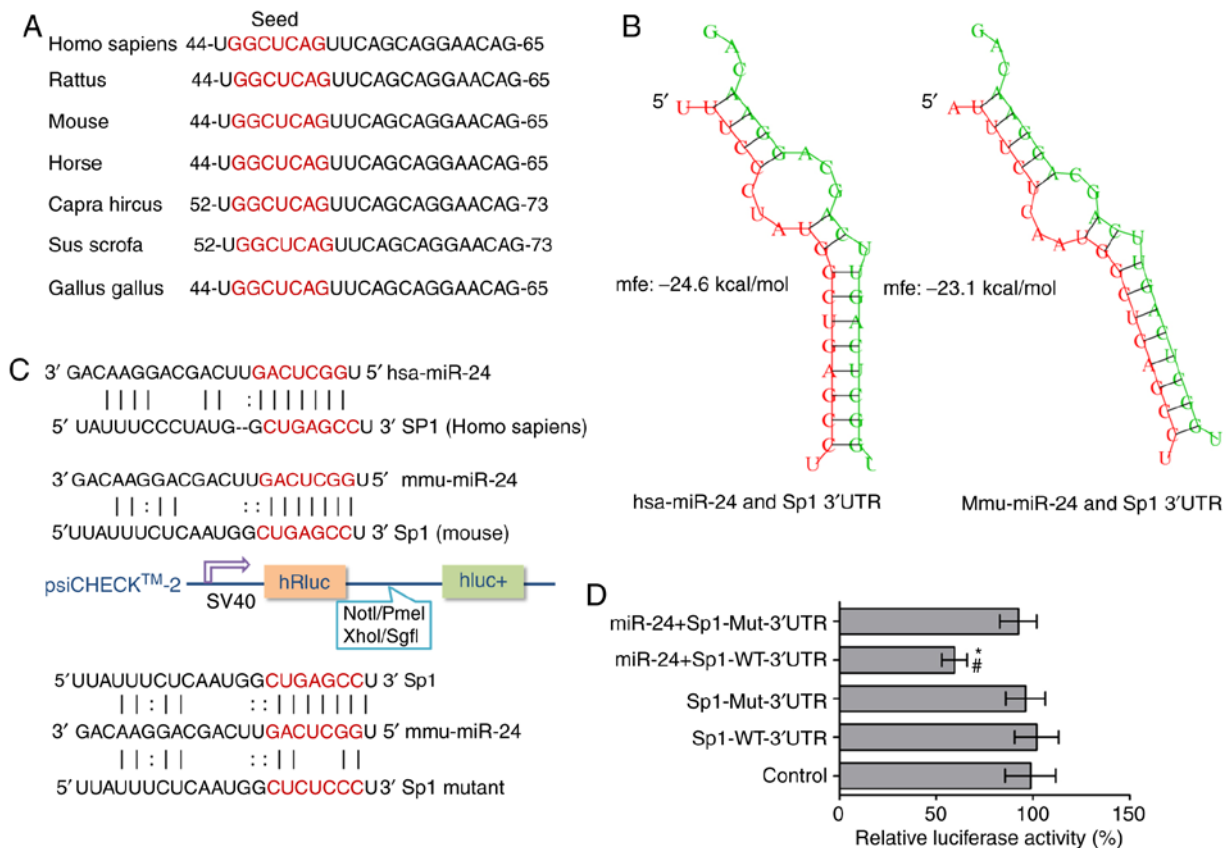 A
Seed
Homo sapiens 44-UGGCUCAGUUCAGCAGGAACAG-65
Rattus 44-UGGCUCAGUUCAGCAGGAACAG-65
Mouse 44-UGGCUCAGUUCAGCAGGAACAG-65
Horse 44-UGGCUCAGUUCAGCAGGAACAG-65
Capra hircus 52-UGGCUCAGUUCAGCAGGAACAG-73
Sus scrofa 52-UGGCUCAGUUCAGCAGGAACAG-73
Gallus gallus 44-UGGCUCAGUUCAGCAGGAACAG-65
B
5′
mfe: –24.6 kcal/mol
hsa-miR-24 and Sp1 3′UTR
5′
mfe: –23.1 kcal/mol
Mmu-miR-24 and Sp1 3′UTR
C
3′ GACAAGGACGACUUGACUCGGU 5′ hsa-miR-24
5′ UAUUUCCCUAUG--GCUGAGCCU 3′ SP1 (Homo sapiens)
3′ GACAAGGACGACUUGACUCGGU 5′ mmu-miR-24
5′UUAUUUCUCAAUGGCUGAGCCU 3′ Sp1 (mouse)
psiCHECK™-2
SV40
hRluc
hluc+
NotI/PmeI
XhoI/SgfI
5′UUAUUUCUCAAUGGCUGAGCCU 3′ Sp1
3′ GACAAGGACGACUUGACUCGGU 5′ mmu-miR-24
5′UUAUUUCUCAAUGGCUCUCCCU3′ Sp1 mutant
D
miR-24+Sp1-Mut-3′UTR
miR-24+Sp1-WT-3′UTR
*
#
Sp1-Mut-3′UTR
Sp1-WT-3′UTR
Control
0 50 100 150
Relative luciferase activity (%)